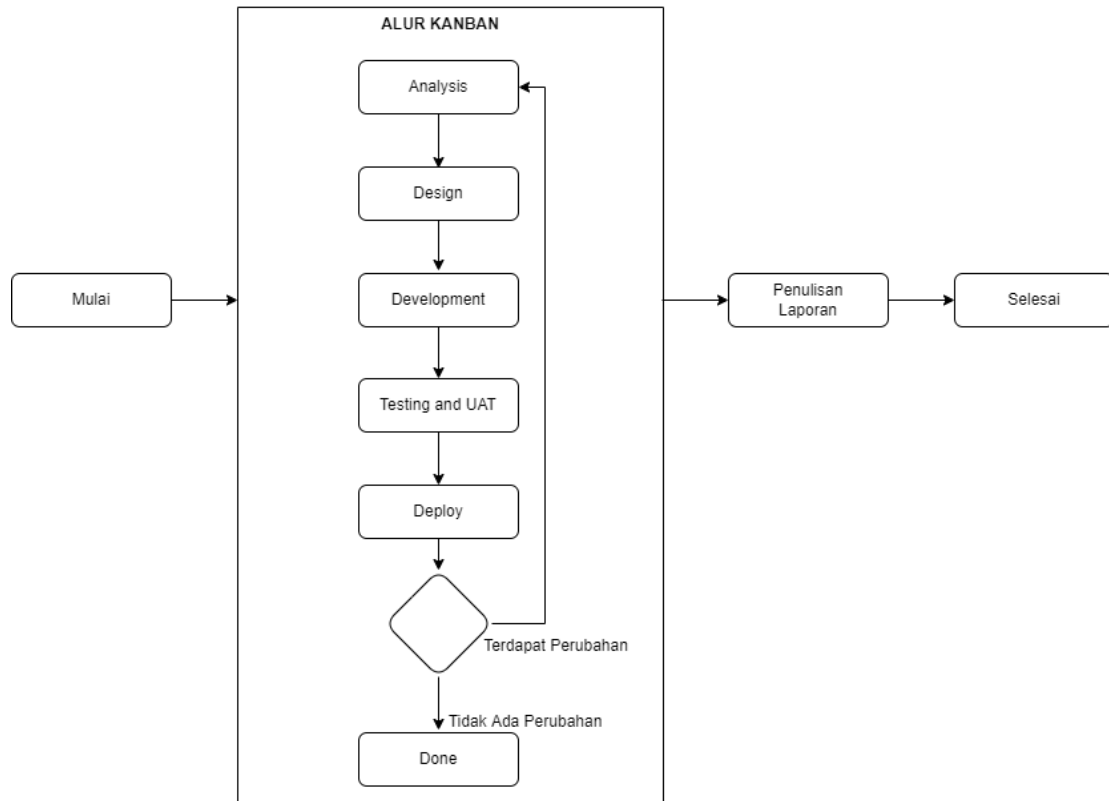 ALUR KANBAN
Analysis
Design
Mulai
Development
Penulisan
Laporan
Selesai
Testing and UAT
Deploy
Terdapat Perubahan
Tidak Ada Perubahan
Done